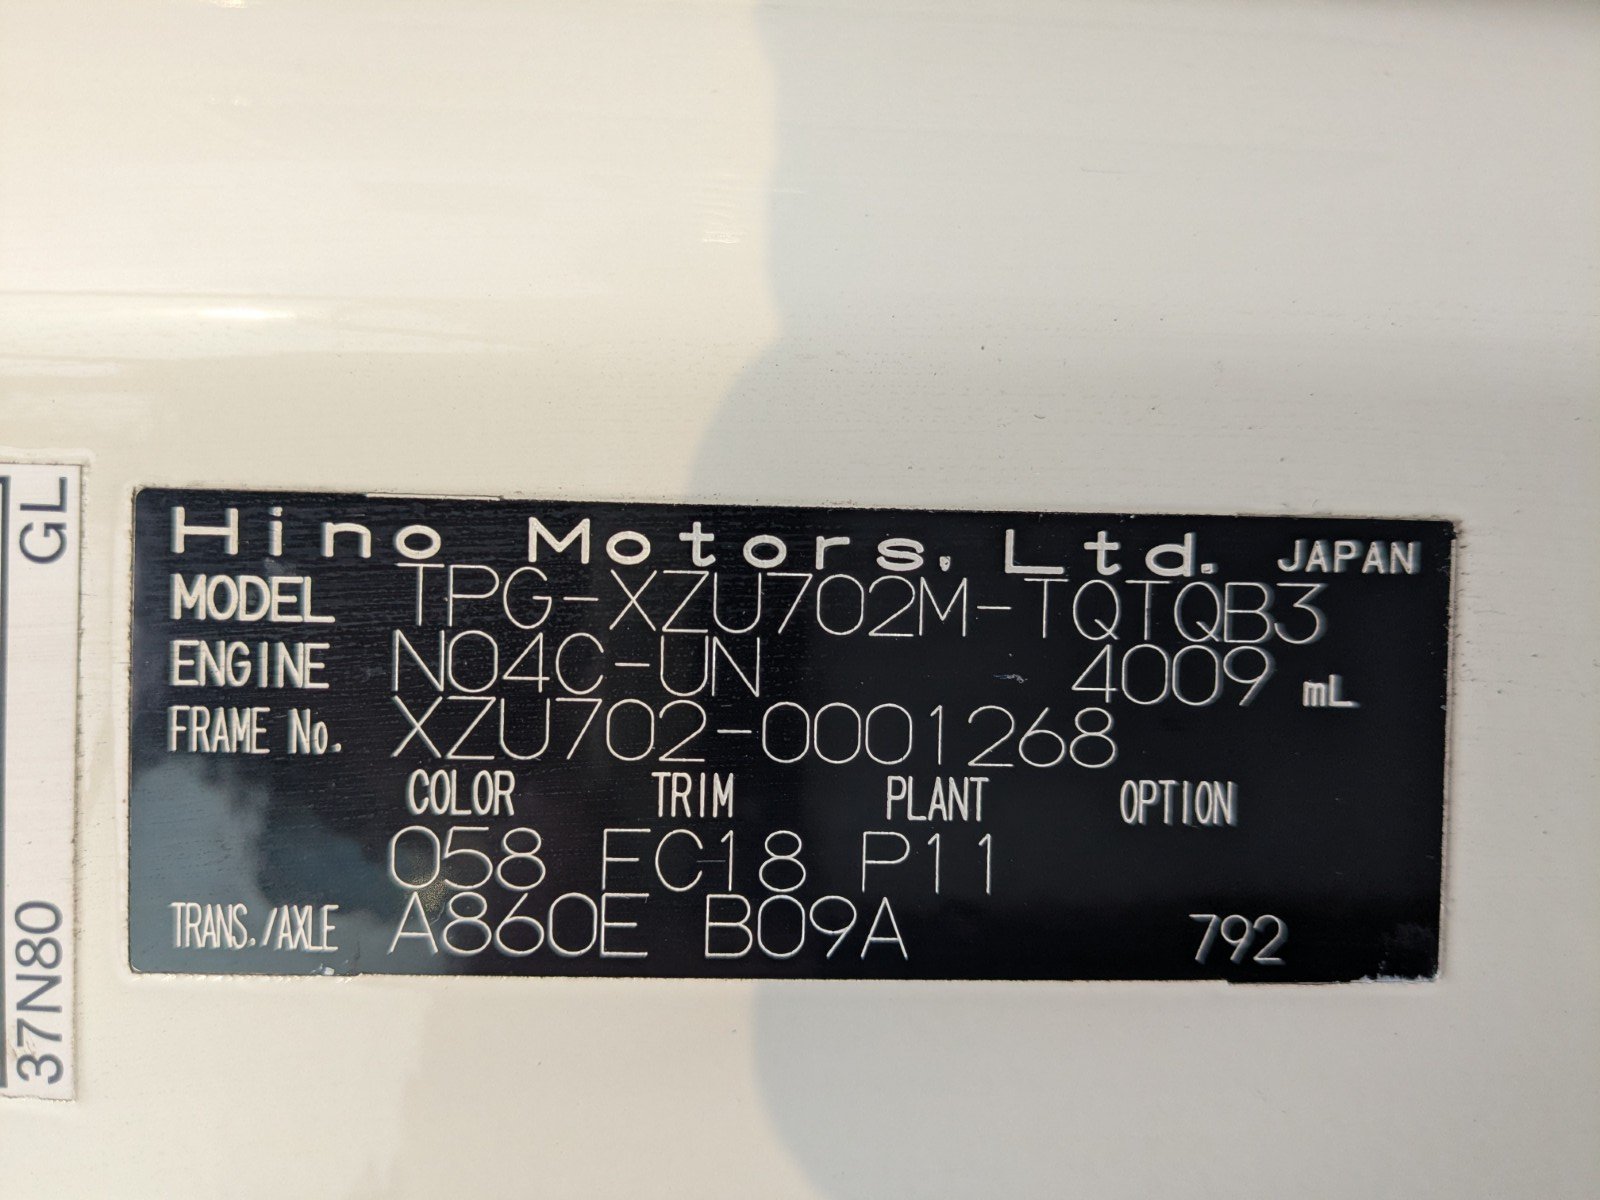 Hino Motors, Ltd. JAPAN
MODEL TPG-XZU702M-TQTQB3
ENGINE N04C-UN 4009 mL
FRAME No. XZU702-0001268
COLOR TRIM PLANT OPTION
058 FC18 P11
TRANS./AXLE A860E B09A 792
37N80 GL